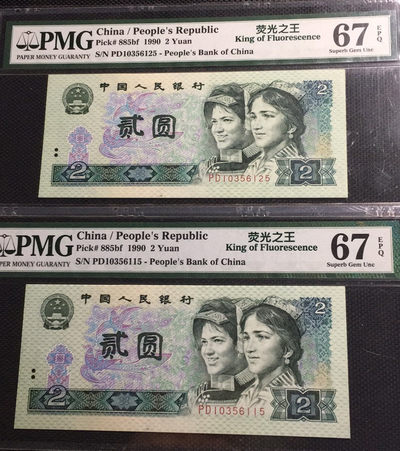 PMG
PAPER MONEY GUARANTY
China / People's Republic
Pick# 885bf 1990 2 Yuan
S/N PD10356125 - People's Bank of China
荧光之王
King of Fluorescence
67 EPQ
Superb Gem Unc
中国人民银行
2
贰圆
2
PD10356125
2
PMG
PAPER MONEY GUARANTY
China / People's Republic
Pick# 885bf 1990 2 Yuan
S/N PD10356115 - People's Bank of China
荧光之王
King of Fluorescence
67 EPQ
Superb Gem Unc
中国人民银行
2
贰圆
2
PD10356115
2